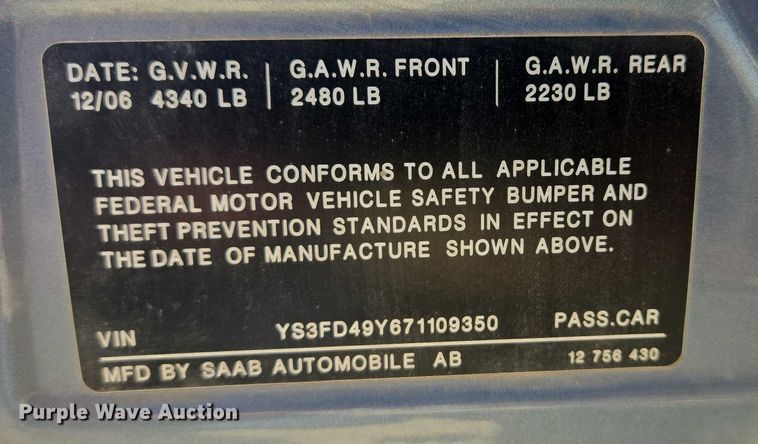 DATE: G.V.W.R. | G.A.W.R. FRONT | G.A.W.R. REAR
12/06 4340 LB | 2480 LB | 2230 LB
THIS VEHICLE CONFORMS TO ALL APPLICABLE
FEDERAL MOTOR VEHICLE SAFETY BUMPER AND
THEFT PREVENTION STANDARDS IN EFFECT ON
THE DATE OF MANUFACTURE SHOWN ABOVE.
VIN YS3FD49Y671109350 PASS.CAR
MFD BY SAAB AUTOMOBILE AB 12 756 430
Purple Wave Auction